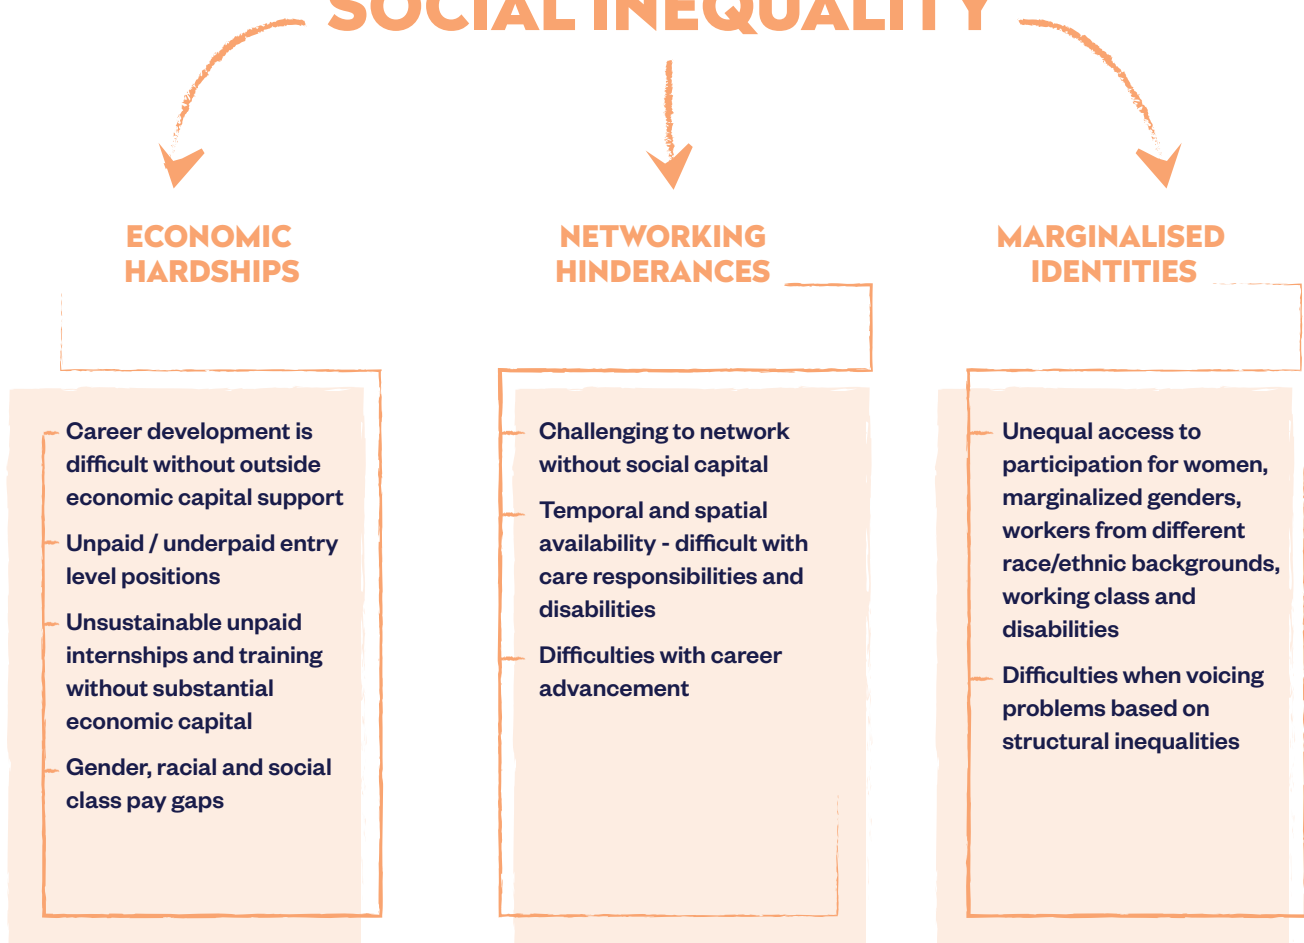 SOCIAL INEQUALITY
ECONOMIC
HARDSHIPS
Career development is
difficult without outside
economic capital support
Unpaid / underpaid entry
level positions
Unsustainable unpaid
internships and training
without substantial
economic capital
Gender, racial and social
class pay gaps
NETWORKING
HINDERANCES
Challenging to network
without social capital
Temporal and spatial
availability - difficult with
care responsibilities and
disabilities
Difficulties with career
advancement
MARGINALISED
IDENTITIES
Unequal access to
participation for women,
marginalized genders,
workers from different
race/ethnic backgrounds,
working class and
disabilities
Difficulties when voicing
problems based on
structural inequalities